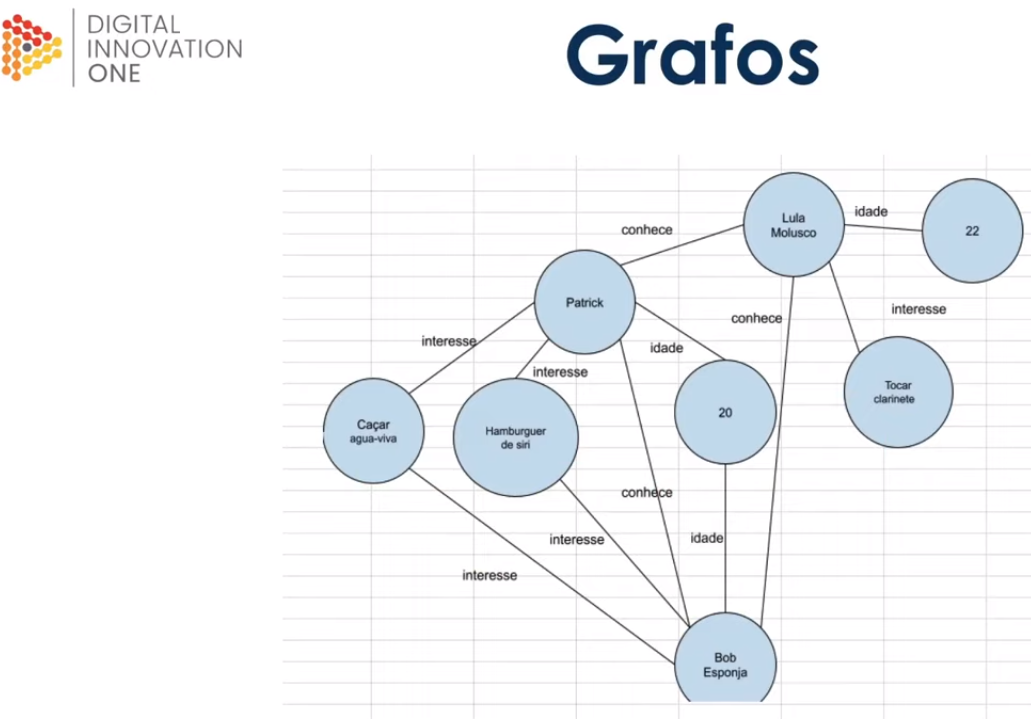 DIGITAL
INNOVATION
ONE
Grafos
Lula
Molusco
idade
22
conhece
Patrick
conhece
interesse
interesse
idade
interesse
Caçar
agua-viva
Hamburguer
de siri
20
Tocar
clarinete
conhece
interesse
idade
interesse
Bob
Esponja